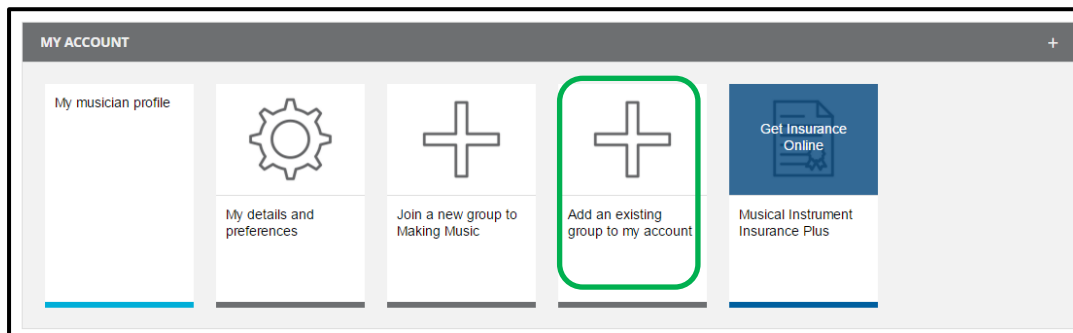 MY ACCOUNT +
My musician profile
My details and
preferences
Join a new group to
Making Music
Add an existing
group to my account
Get Insurance
Online
Musical Instrument
Insurance Plus